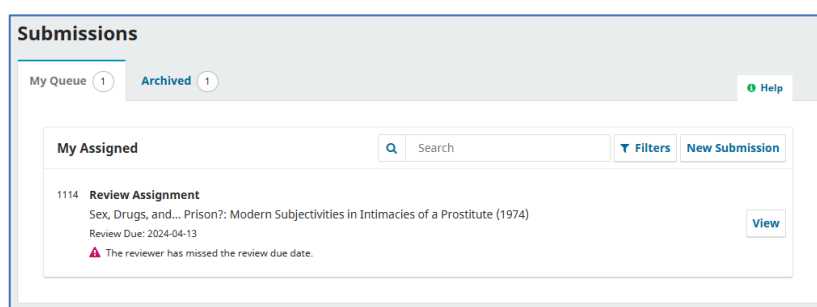 Submissions
My Queue 1 Archived 1
Help
My Assigned Search Filters New Submission
1114 Review Assignment
Sex, Drugs, and... Prison?: Modern Subjectivities in Intimacies of a Prostitute (1974)
View
Review Due: 2024-04-13
The reviewer has missed the review due date.